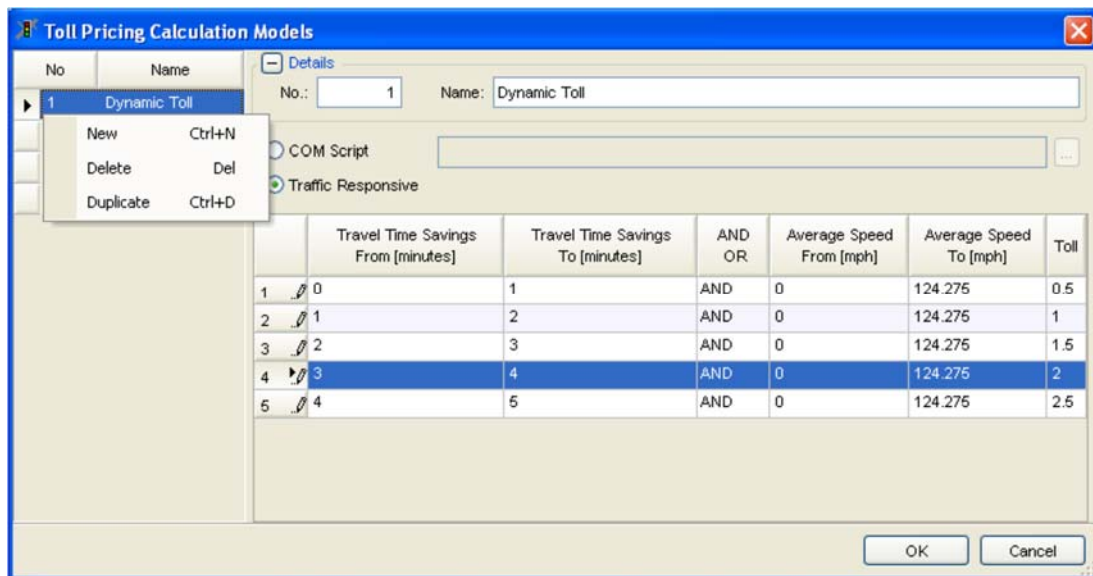 Toll Pricing Calculation Models
No Name
1 Dynamic Toll
New Ctrl+N
Delete Del
Duplicate Ctrl+D
Details
No.: 1 Name: Dynamic Toll
COM Script ...
Traffic Responsive
Travel Time Savings Travel Time Savings AND Average Speed Average Speed Toll
From [minutes] To [minutes] OR From [mph] To [mph]
1 0 1 AND 0 124.275 0.5
2 1 2 AND 0 124.275 1
3 2 3 AND 0 124.275 1.5
4 3 4 AND 0 124.275 2
5 4 5 AND 0 124.275 2.5
OK Cancel